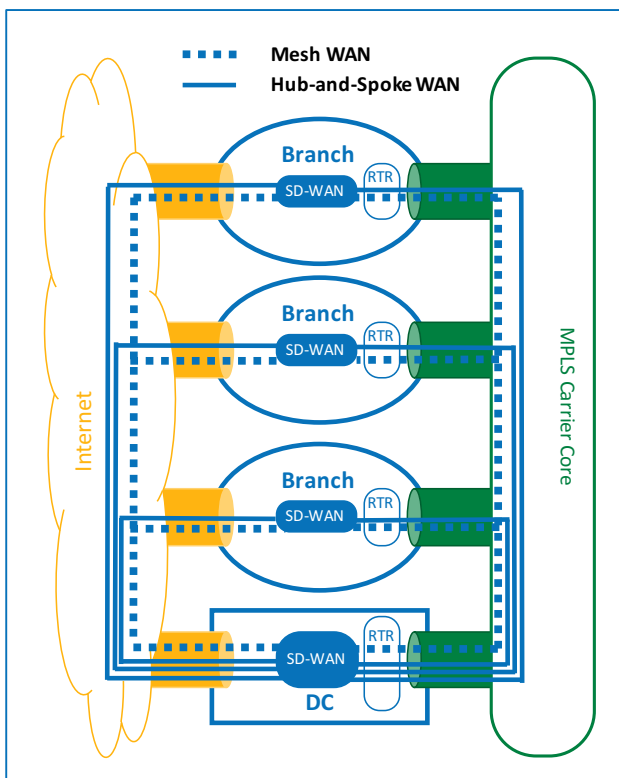 Mesh WAN
Hub-and-Spoke WAN
Branch
SD-WAN
RTR
Branch
SD-WAN
RTR
Internet
MPLS Carrier Core
Branch
SD-WAN
RTR
RTR
SD-WAN
DC